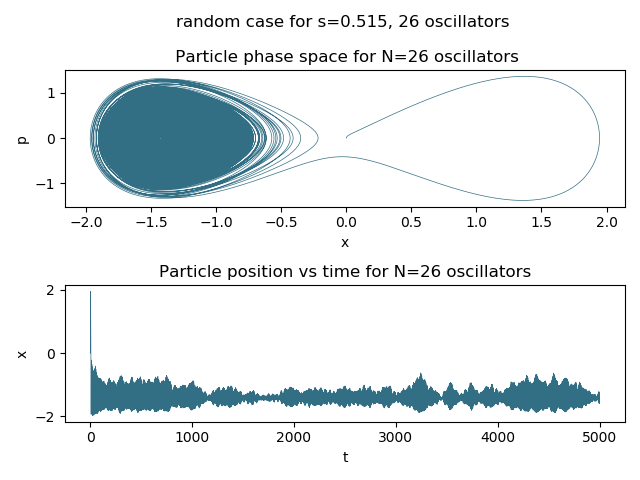 random case for s=0.515, 26 oscillators
Particle phase space for N=26 oscillators
1
0
−1
p
−2.0 −1.5 −1.0 −0.5 0.0 0.5 1.0 1.5 2.0
x
Particle position vs time for N=26 oscillators
2
0
−2
x
0 1000 2000 3000 4000 5000
t